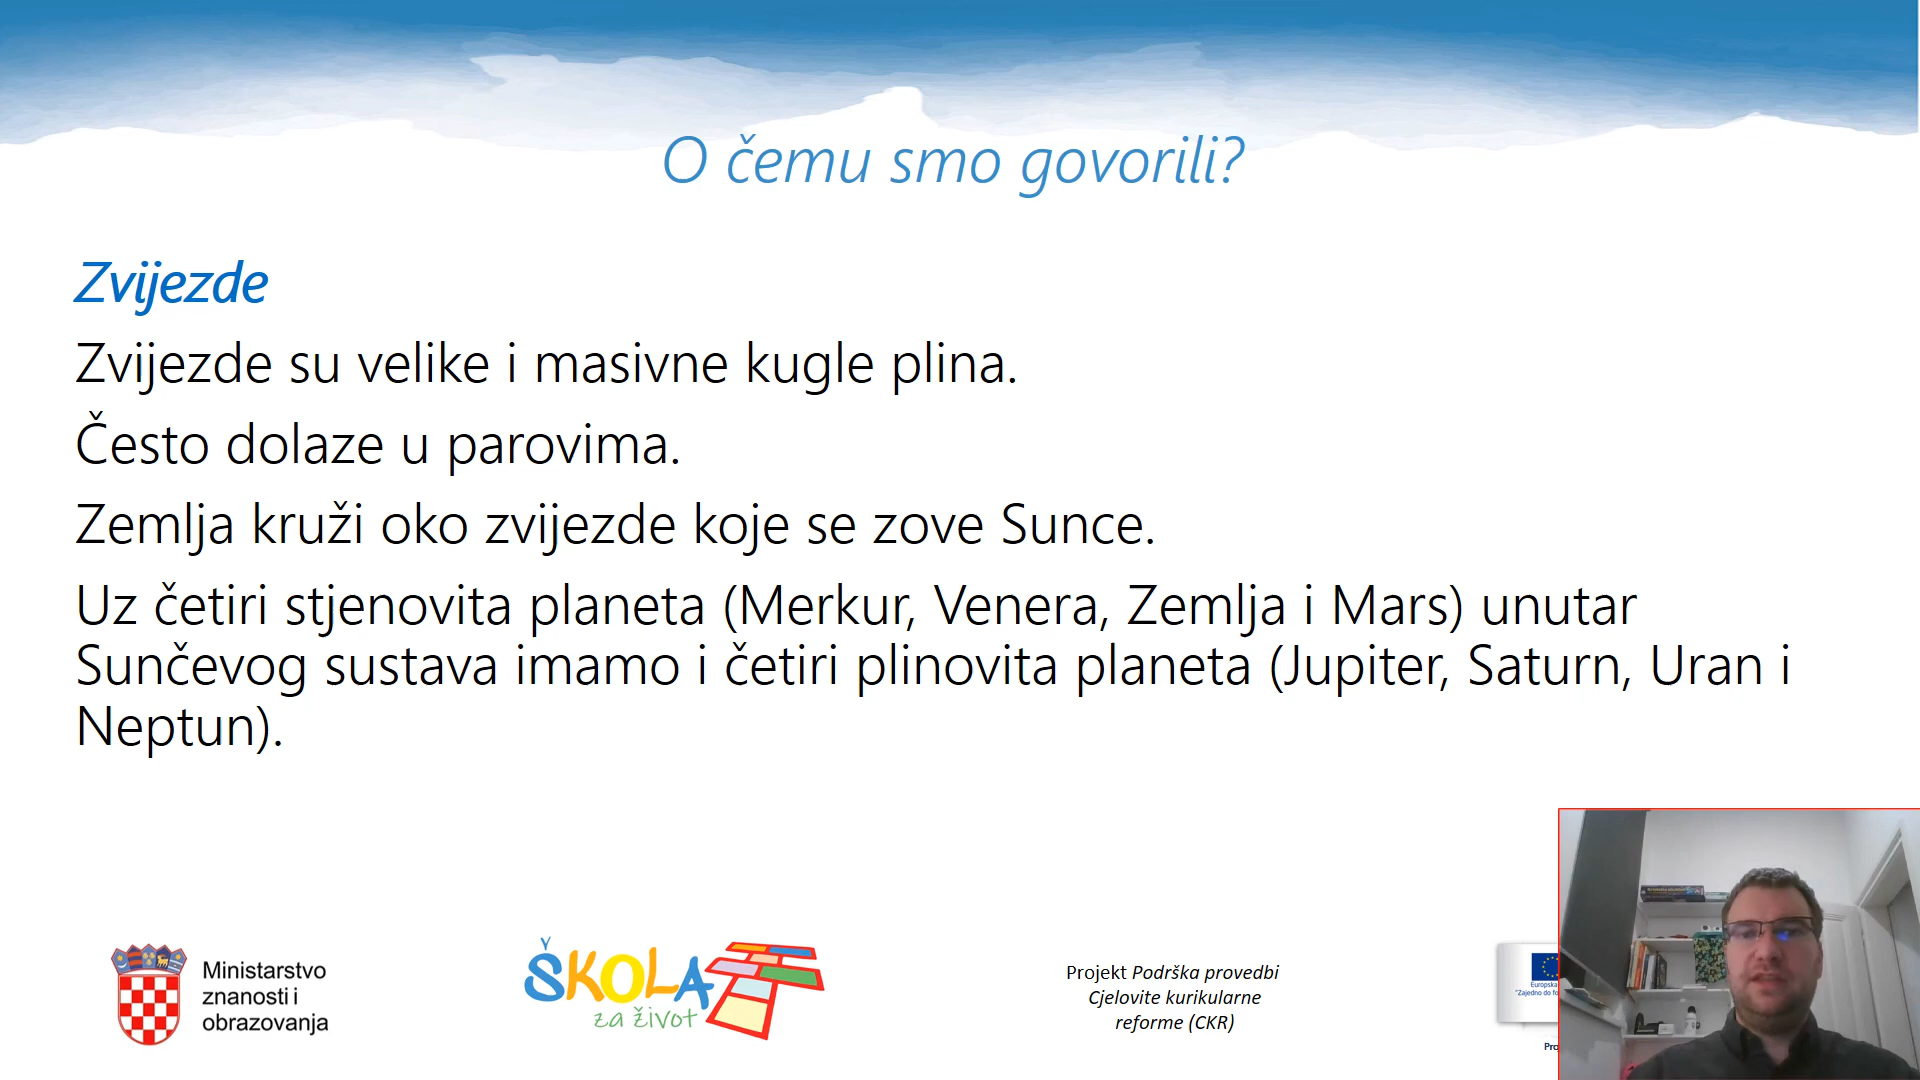 O čemu smo govorili?
Zvijezde
Zvijezde su velike i masivne kugle plina.
Često dolaze u parovima.
Zemlja kruži oko zvijezde koje se zove Sunce.
Uz četiri stjenovita planeta (Merkur, Venera, Zemlja i Mars) unutar
Sunčevog sustava imamo i četiri plinovita planeta (Jupiter, Saturn, Uran i
Neptun).
Ministarstvo
znanosti i
obrazovanja
ŠKOLA
za život
Projekt Podrška provedbi
Cjelovite kurikularne
reforme (CKR)